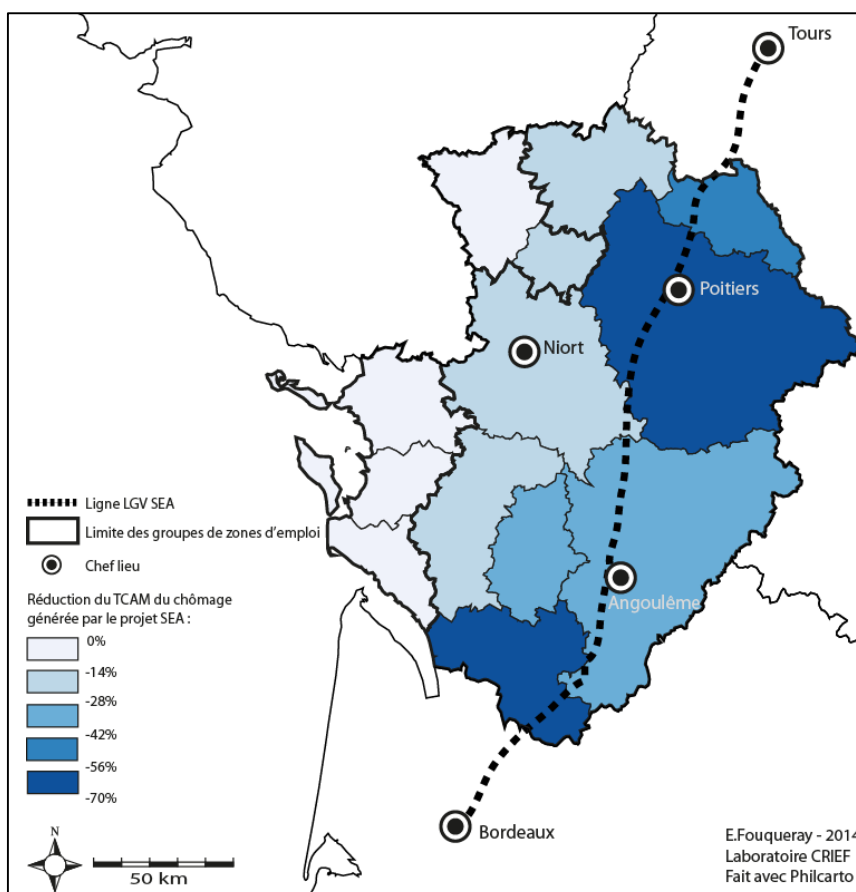 Tours
Poitiers
Niort
Angoulême
Bordeaux
Ligne LGV SEA
Limite des groupes de zones d'emploi
Chef lieu
Réduction du TCAM du chômage
générée par le projet SEA :
0%
-14%
-28%
-42%
-56%
-70%
N
50 km
E.Fouqueray - 2014
Laboratoire CRIEF
Fait avec Philcarto